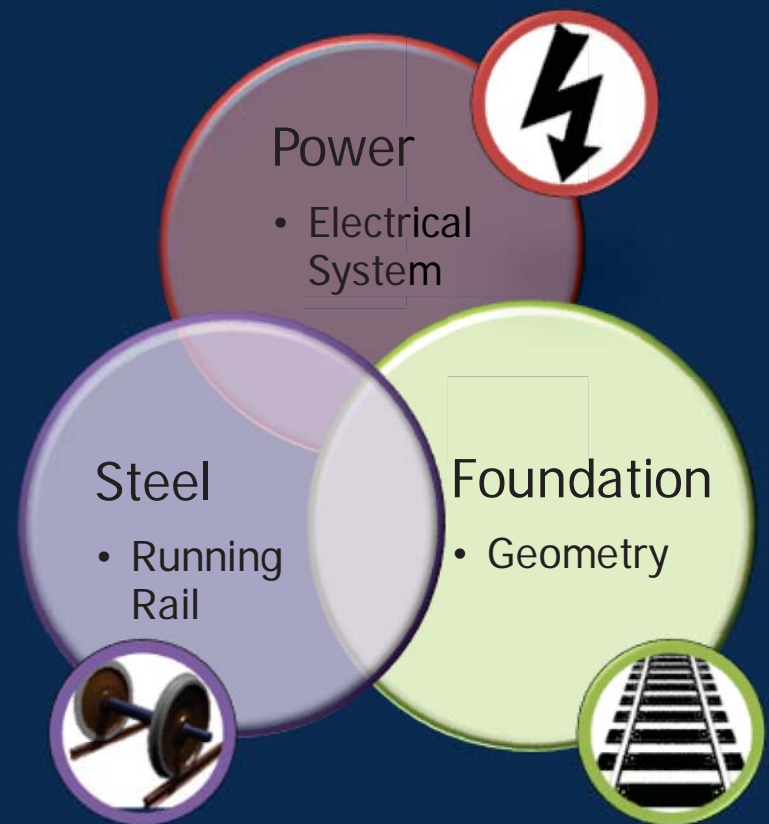 Power
• Electrical
System
Steel
• Running
Rail
Foundation
• Geometry